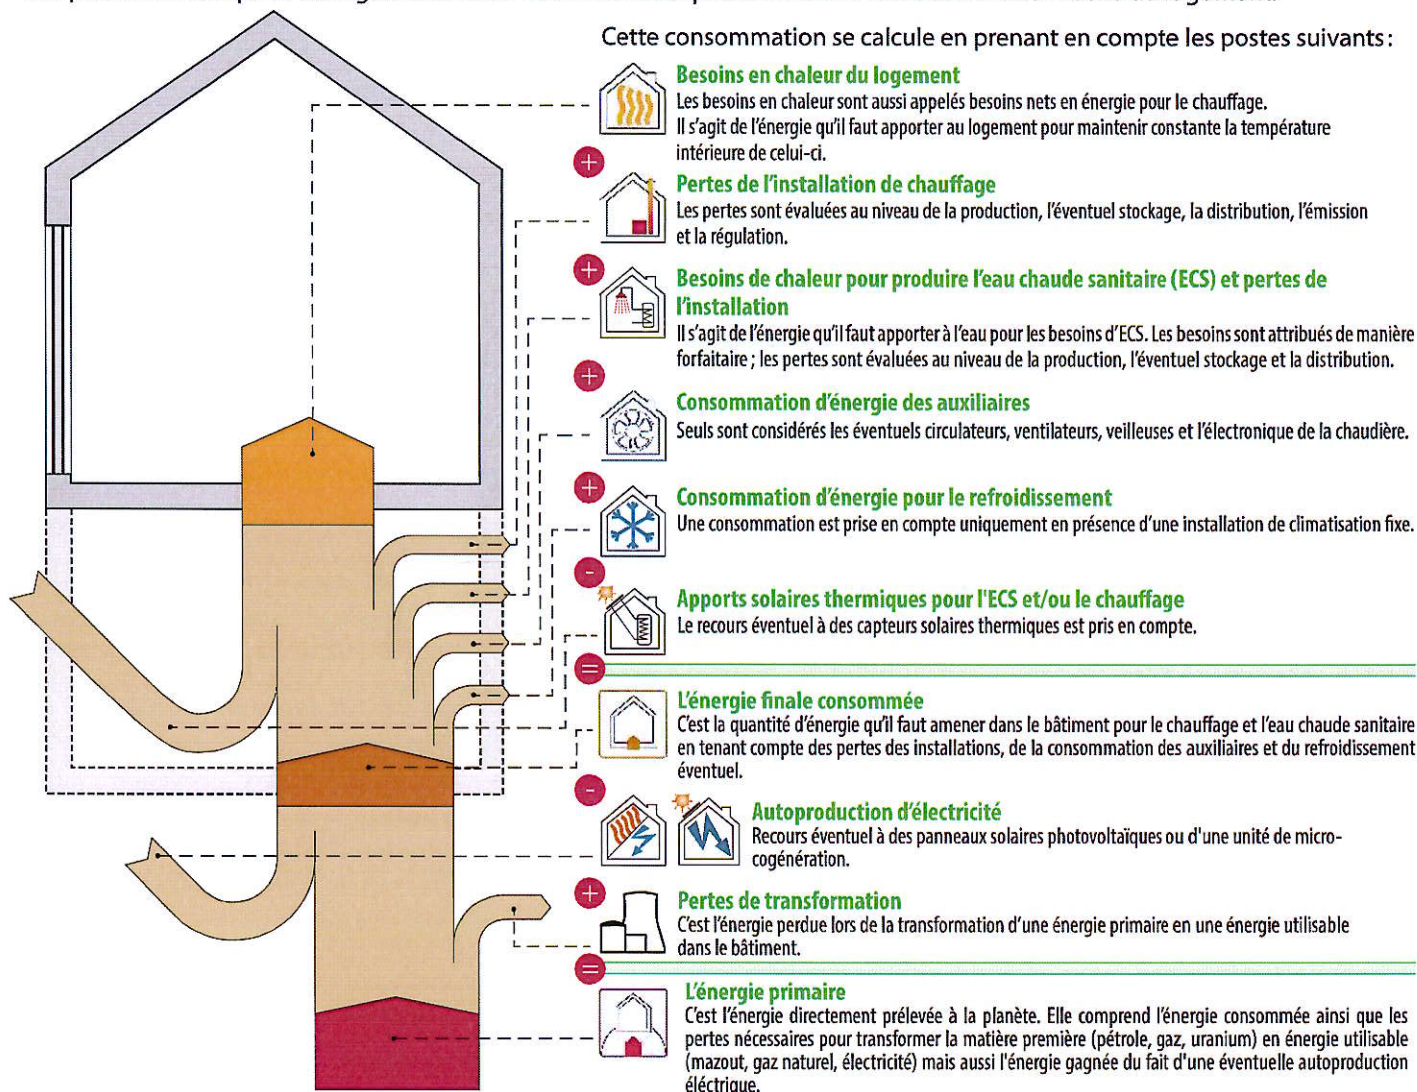 Cette consommation se calcule en prenant en compte les postes suivants:
Besoins en chaleur du logement
Les besoins en chaleur sont aussi appelés besoins nets en énergie pour le chauffage.
Il s'agit de l'énergie qu'il faut apporter au logement pour maintenir constante la température
intérieure de celui-ci.
+
Pertes de l'installation de chauffage
Les pertes sont évaluées au niveau de la production, l'éventuel stockage, la distribution, l'émission
et la régulation.
+
Besoins de chaleur pour produire l'eau chaude sanitaire (ECS) et pertes de
l'installation
Il s'agit de l'énergie qu'il faut apporter à l'eau pour les besoins d'ECS. Les besoins sont attribués de manière
forfaitaire ; les pertes sont évaluées au niveau de la production, l'éventuel stockage et la distribution.
+
Consommation d'énergie des auxiliaires
Seuls sont considérés les éventuels circulateurs, ventilateurs, veilleuses et l'électronique de la chaudière.
+
Consommation d'énergie pour le refroidissement
Une consommation est prise en compte uniquement en présence d'une installation de climatisation fixe.
-
Apports solaires thermiques pour l'ECS et/ou le chauffage
Le recours éventuel à des capteurs solaires thermiques est pris en compte.
=
L'énergie finale consommée
C'est la quantité d'énergie qu'il faut amener dans le bâtiment pour le chauffage et l'eau chaude sanitaire
en tenant compte des pertes des installations, de la consommation des auxiliaires et du refroidissement
éventuel.
-
Autoproduction d'électricité
Recours éventuel à des panneaux solaires photovoltaïques ou d'une unité de micro-
cogénération.
+
Pertes de transformation
C'est l'énergie perdue lors de la transformation d'une énergie primaire en une énergie utilisable
dans le bâtiment.
=
L'énergie primaire
C'est l'énergie directement prélevée à la planète. Elle comprend l'énergie consommée ainsi que les
pertes nécessaires pour transformer la matière première (pétrole, gaz, uranium) en énergie utilisable
(mazout, gaz naturel, électricité) mais aussi l'énergie gagnée du fait d'une éventuelle autoproduction
éléctrique.